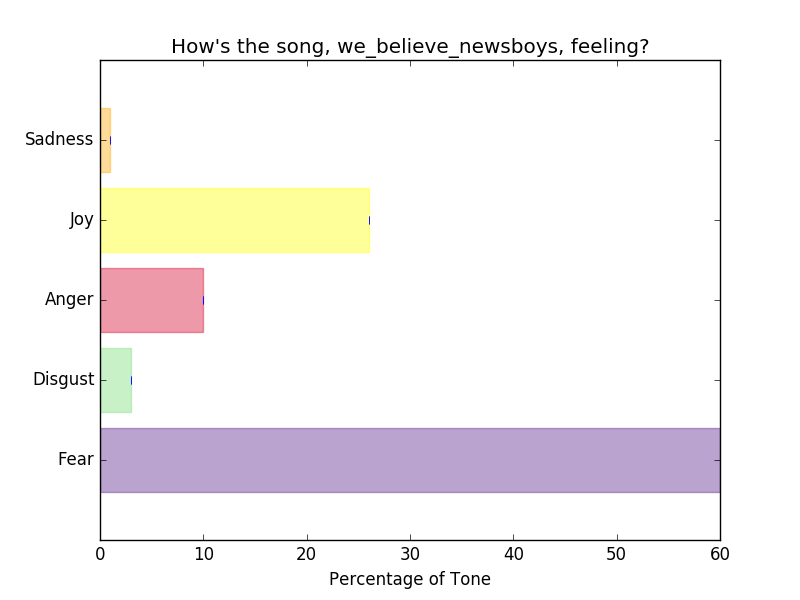 How's the song, we_believe_newsboys, feeling?
Sadness
Joy
Anger
Disgust
Fear
0 10 20 30 40 50 60
Percentage of Tone